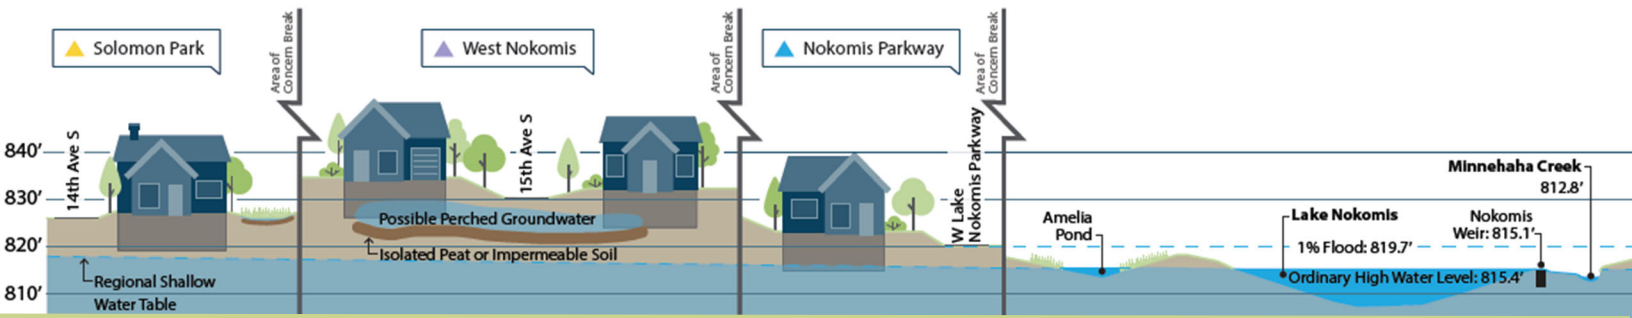 Solomon Park
West Nokomis
Nokomis Parkway
Area of
Concern Break
Area of
Concern Break
Area of
Concern Break
840'
830'
820'
810'
14th Ave S
15th Ave S
W Lake
Nokomis Parkway
Possible Perched Groundwater
Isolated Peat or Impermeable Soil
Regional Shallow
Water Table
Amelia
Pond
Lake Nokomis
1% Flood: 819.7'
Ordinary High Water Level: 815.4'
Nokomis
Weir: 815.1'
Minnehaha Creek
812.8'